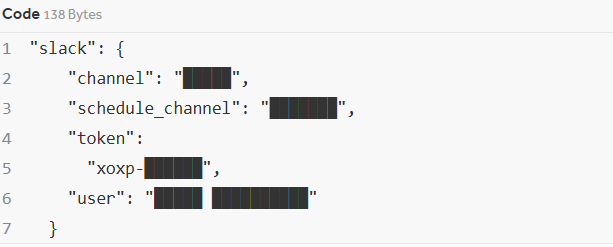 Code 138 Bytes
1 "slack": {
2 "channel": "█████",
3 "schedule_channel": "███████",
4 "token":
5 "xoxp-██████",
6 "user": "█████ ██████████"
7 }